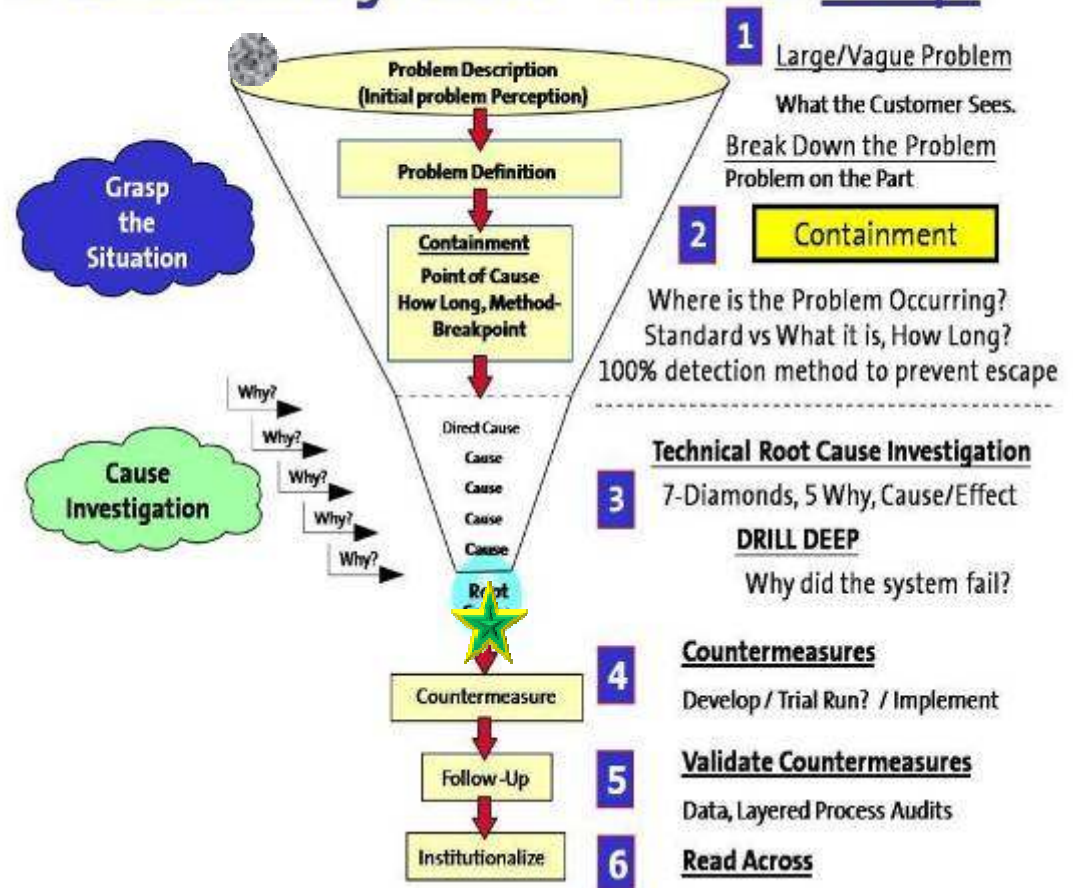 1
Large/Vague Problem
Problem Description
(Initial problem Perception)
What the Customer Sees.
Break Down the Problem
Problem on the Part
Problem Definition
Grasp
the
Situation
2
Containment
Containment
Point of Cause
How Long, Method-
Breakpoint
Where is the Problem Occurring?
Standard vs What it is, How Long?
100% detection method to prevent escape
Why?
Why?
Why?
Why?
Why?
Direct Cause
Cause
Cause
Cause
Cause
Cause
Investigation
Technical Root Cause Investigation
3
7-Diamonds, 5 Why, Cause/Effect
DRILL DEEP
Why did the system fail?
Root
4
Countermeasures
Countermeasure
Develop / Trial Run? / Implement
5
Validate Countermeasures
Follow-Up
Data, Layered Process Audits
Institutionalize
6
Read Across